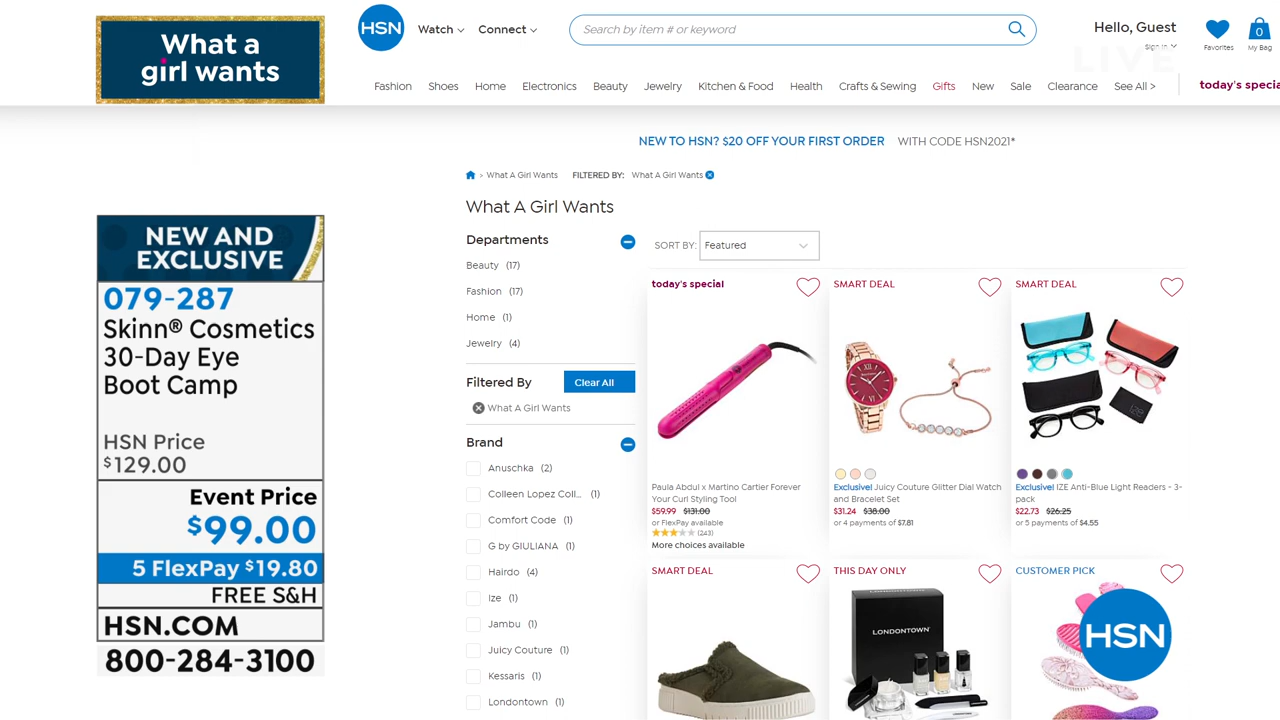 What a
girl wants
HSN
Watch
Connect
Search by item # or keyword
Hello, Guest
Sign In
LIVE
Favorites
0
My Bag
Fashion
Shoes
Home
Electronics
Beauty
Jewelry
Kitchen & Food
Health
Crafts & Sewing
Gifts
New
Sale
Clearance
See All >
today's specia
NEW TO HSN? $20 OFF YOUR FIRST ORDER WITH CODE HSN2021*
> What A Girl Wants FILTERED BY: What A Girl Wants
What A Girl Wants
NEW AND
EXCLUSIVE
079-287
Skinn® Cosmetics
30-Day Eye
Boot Camp
HSN Price
$129.00
Event Price
$99.00
5 FlexPay $19.80
FREE S&H
HSN.COM
800-284-3100
Departments
Beauty (17)
Fashion (17)
Home (1)
Jewelry (4)
Filtered By
Clear All
What A Girl Wants
Brand
Anuschka (2)
Colleen Lopez Coll... (1)
Comfort Code (1)
G by GIULIANA (1)
Hairdo (4)
Ize (1)
Jambu (1)
Juicy Couture (1)
Kessaris (1)
Londontown (1)
SORT BY: Featured
today's special
Paula Abdul x Martino Cartier Forever
Your Curl Styling Tool
$59.99 $131.00
or FlexPay available
(243)
More choices available
SMART DEAL
Exclusive! Juicy Couture Glitter Dial Watch
and Bracelet Set
$31.24 $38.00
or 4 payments of $7.81
SMART DEAL
ize
Exclusive! IZE Anti-Blue Light Readers - 3-
pack
$22.73 $26.25
or 5 payments of $4.55
SMART DEAL
THIS DAY ONLY
LONDONTOWN
CUSTOMER PICK
HSN